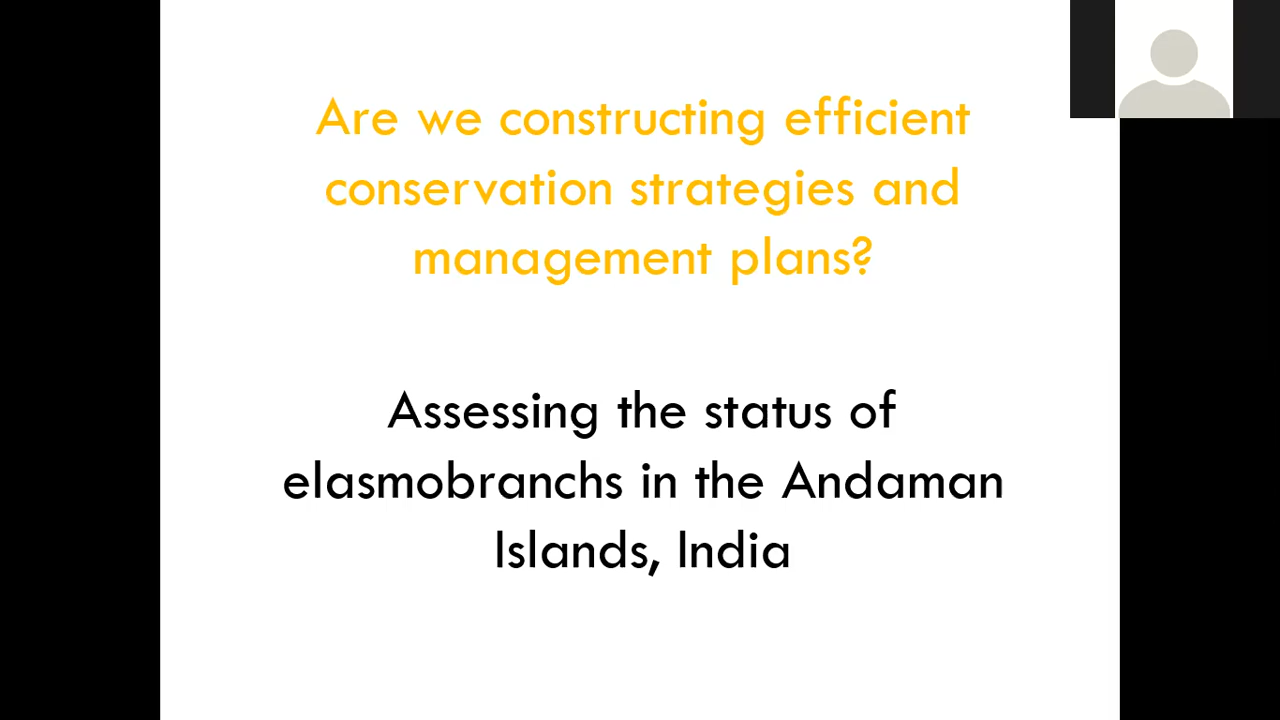 Are we constructing efficient
conservation strategies and
management plans?
Assessing the status of
elasmobranchs in the Andaman
Islands, India